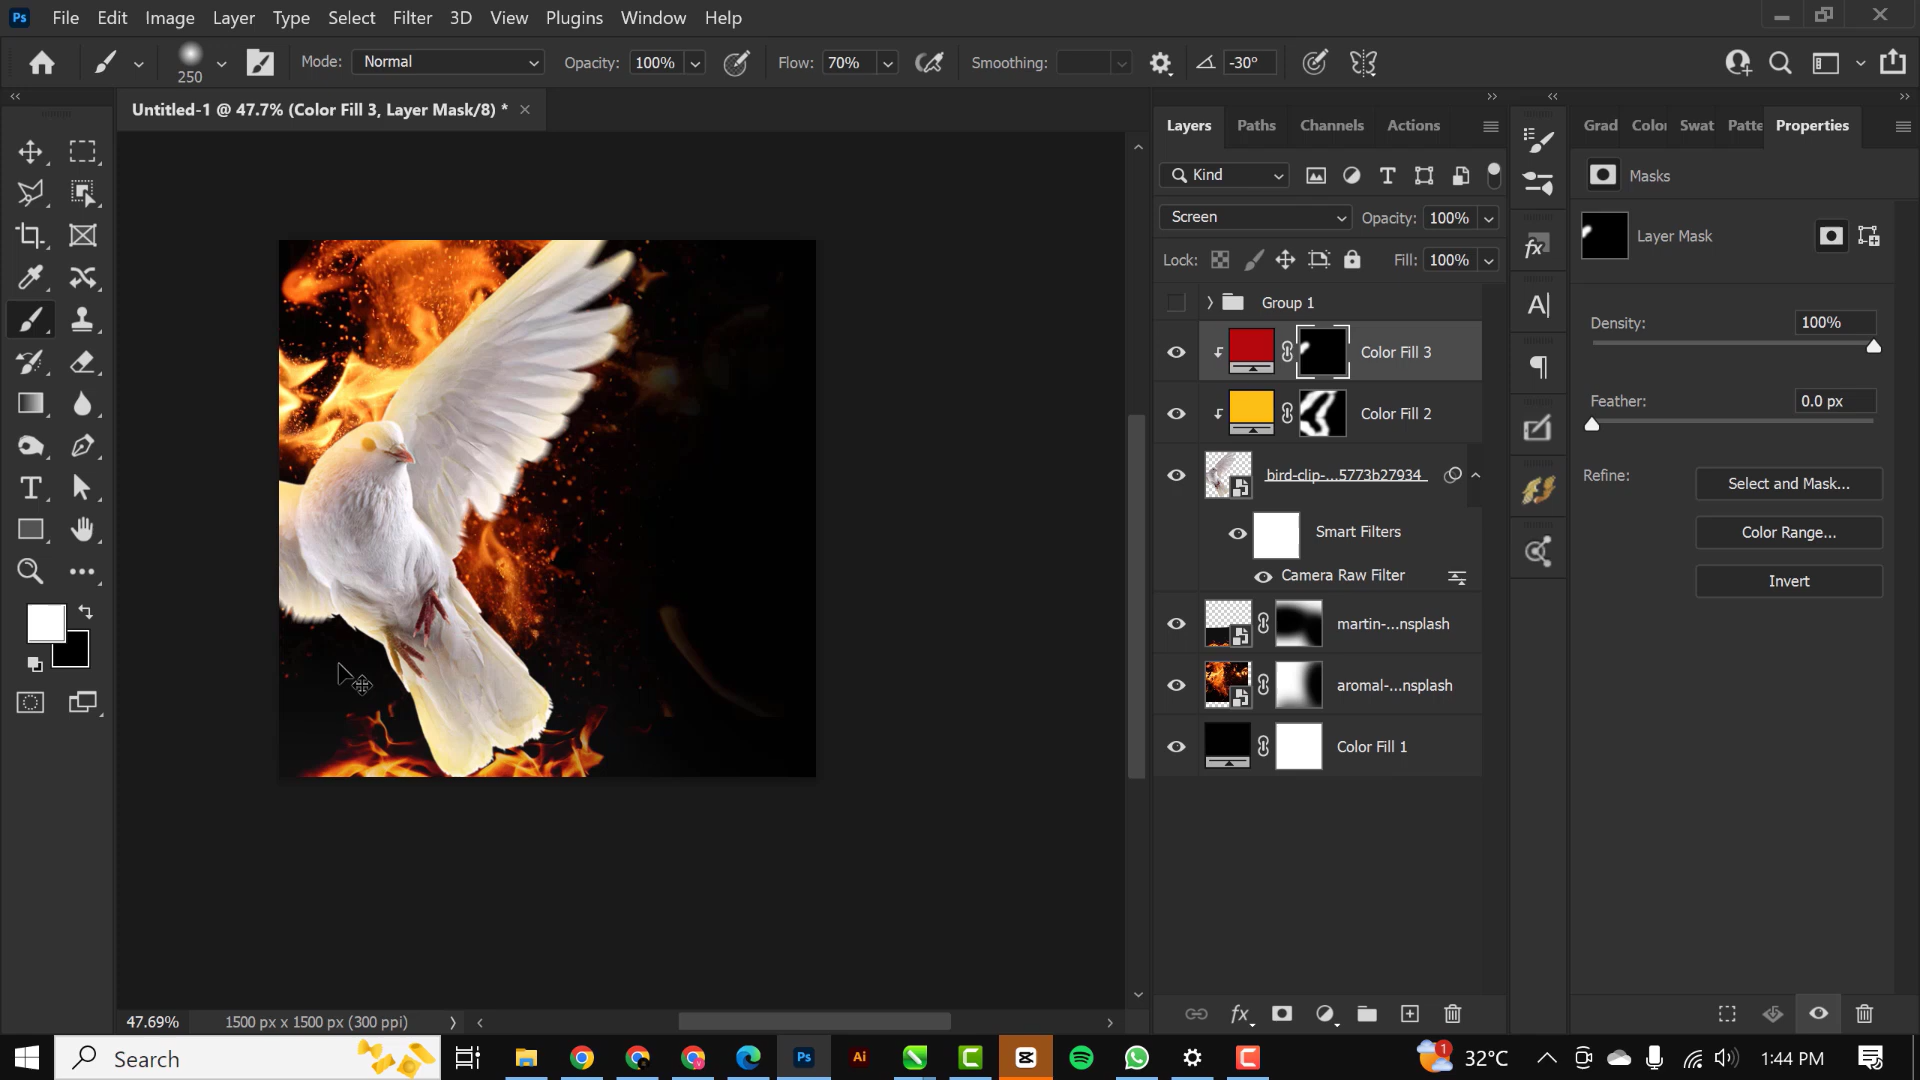 Ps File Edit Image Layer Type Select Filter 3D View Plugins Window Help
250 Mode: Normal Opacity: 100% Flow: 70% Smoothing: -30°
Untitled-1 @ 47.7% (Color Fill 3, Layer Mask/8) *
Layers Paths Channels Actions
Grad Color Swat Patte Properties
Kind
Masks
Screen Opacity: 100%
Layer Mask
Lock: Fill: 100%
Group 1
Density: 100%
Color Fill 3
Feather: 0.0 px
Color Fill 2
bird-clip-...5773b27934
Refine: Select and Mask...
Smart Filters
Color Range...
Camera Raw Filter
Invert
martin-...nsplash
aromal-...nsplash
Color Fill 1
47.69% 1500 px x 1500 px (300 ppi)
Search Ps Ai 1 32°C 1:44 PM